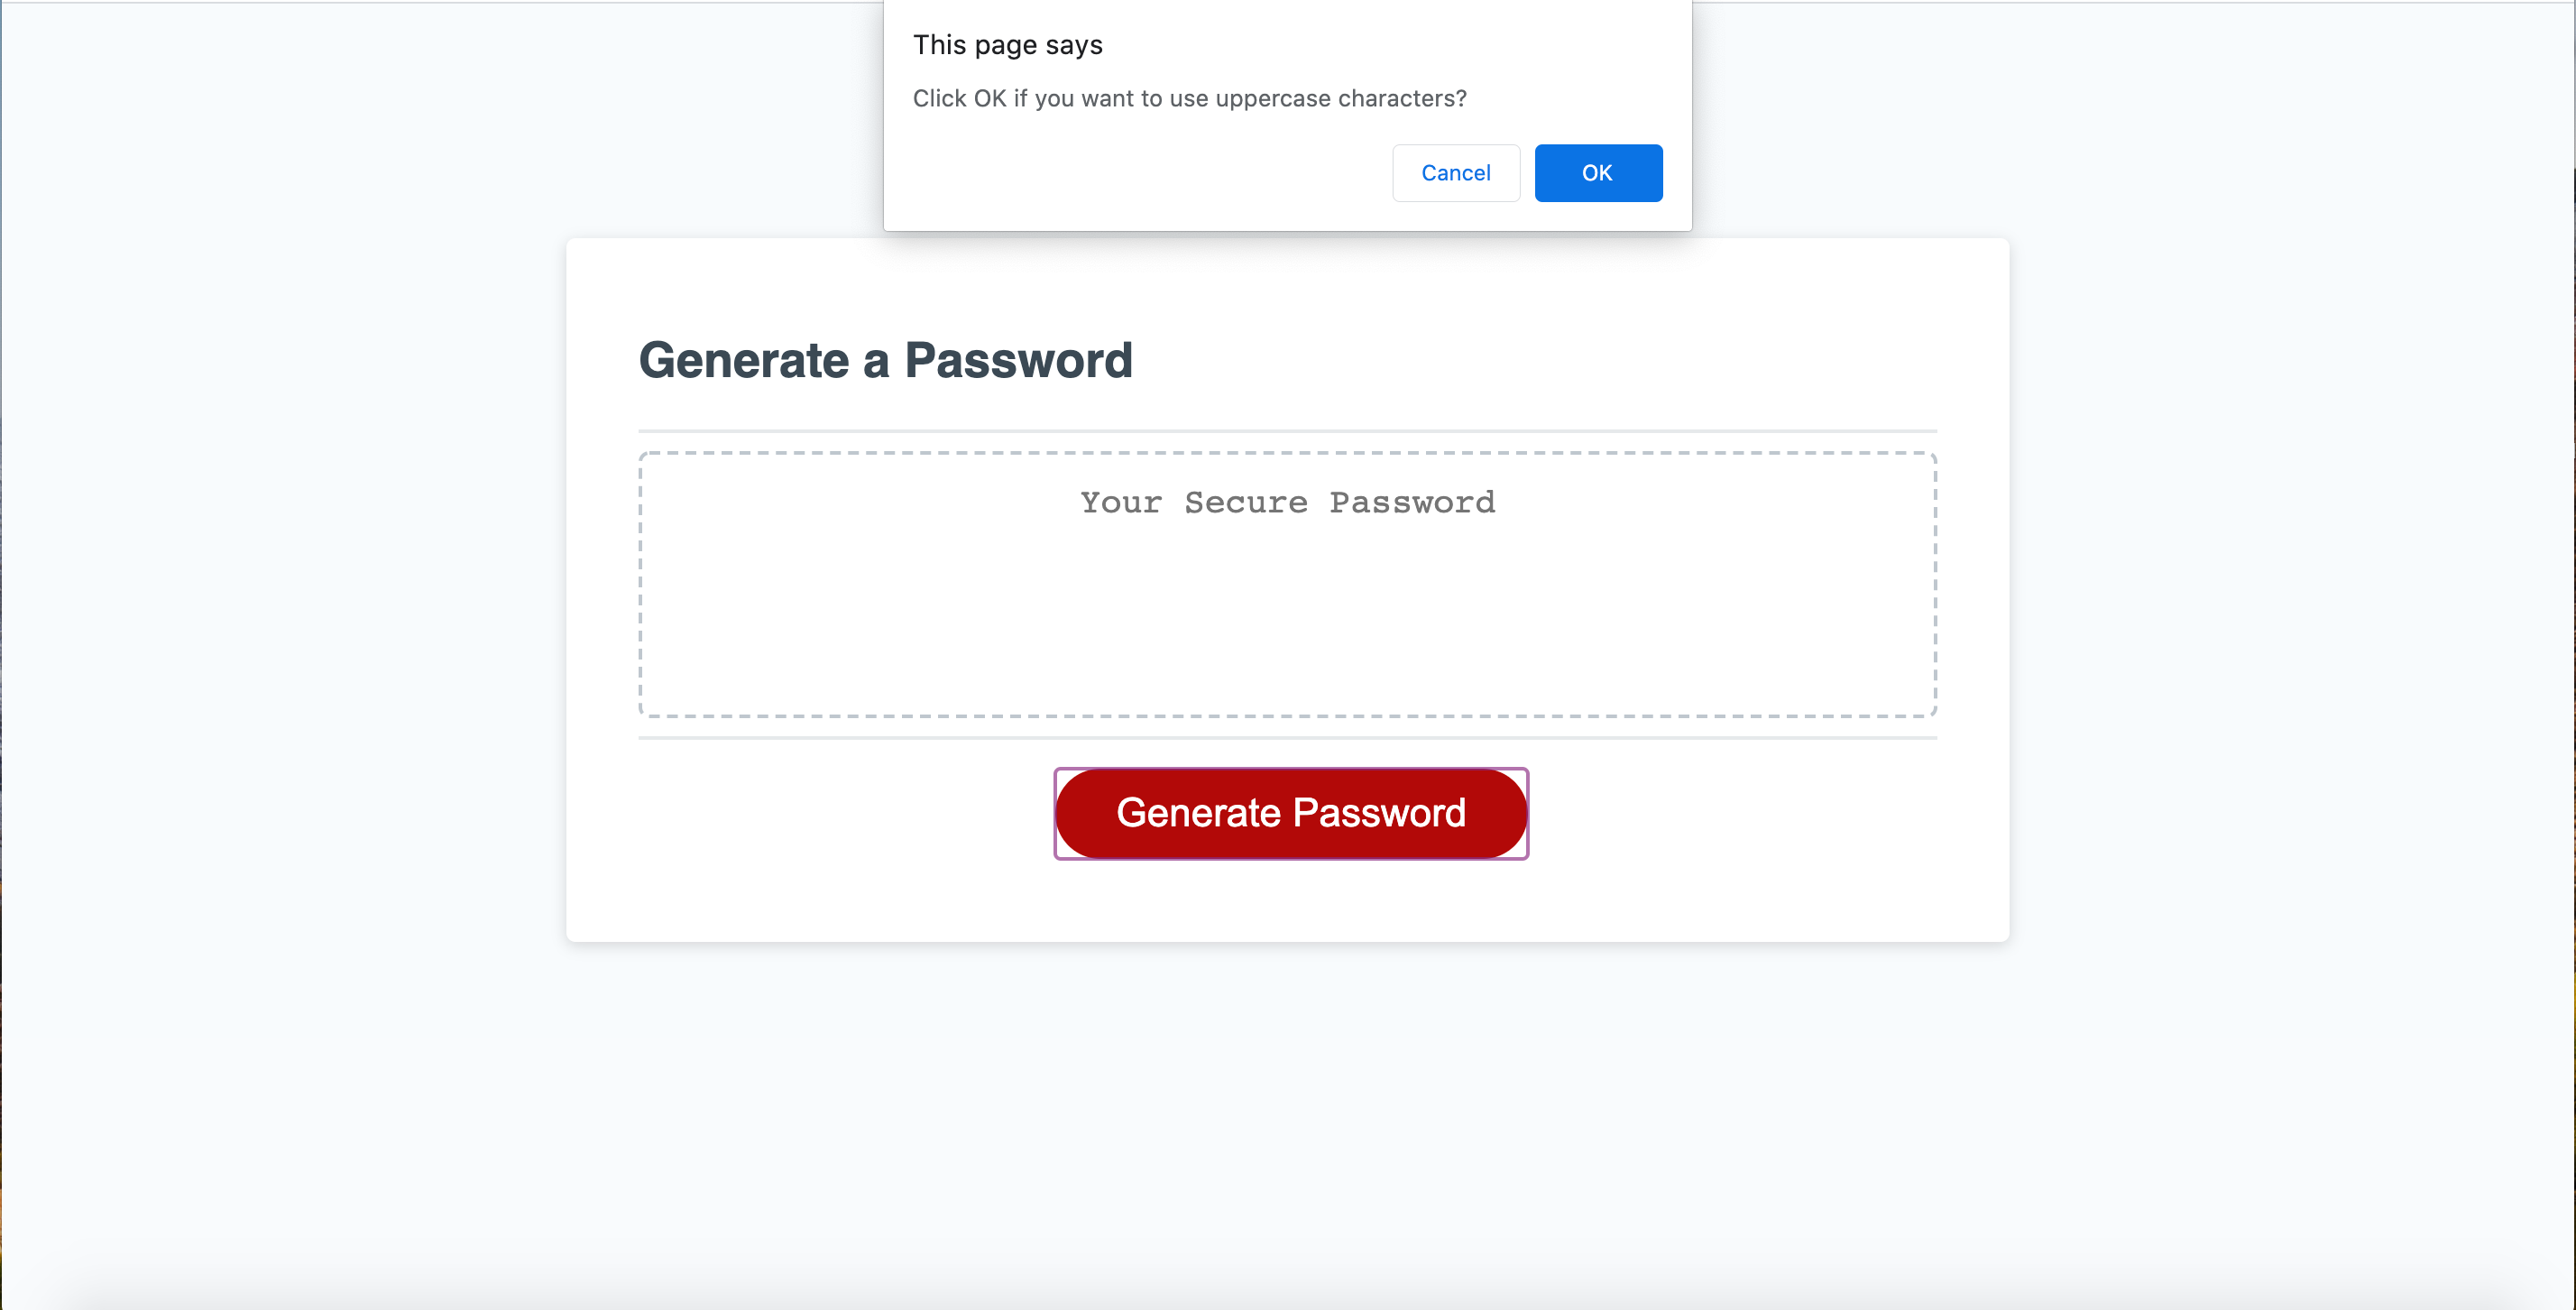 This page says
Click OK if you want to use uppercase characters?
Cancel
OK
Generate a Password
Your Secure Password
Generate Password